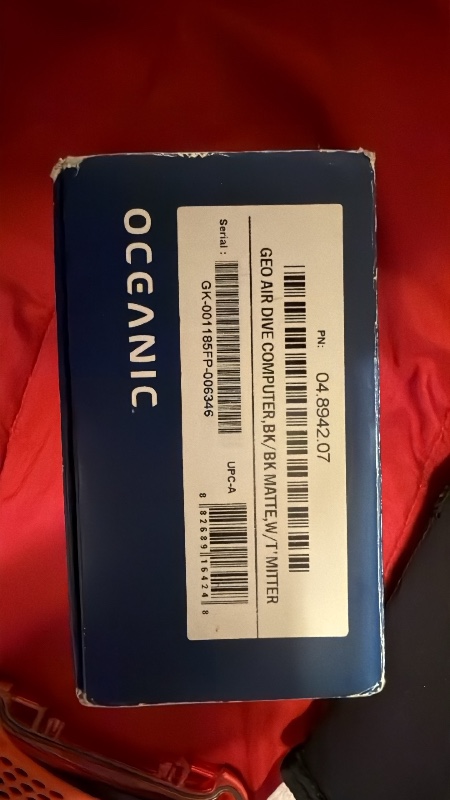 PN: 04.8942.07
GEO AIR DIVE COMPUTER,BK/BK MATTE,W/T'MITTER
Serial :
GK-001185FP-006346
UPC-A
8 82689 16424 8
OCEANIC